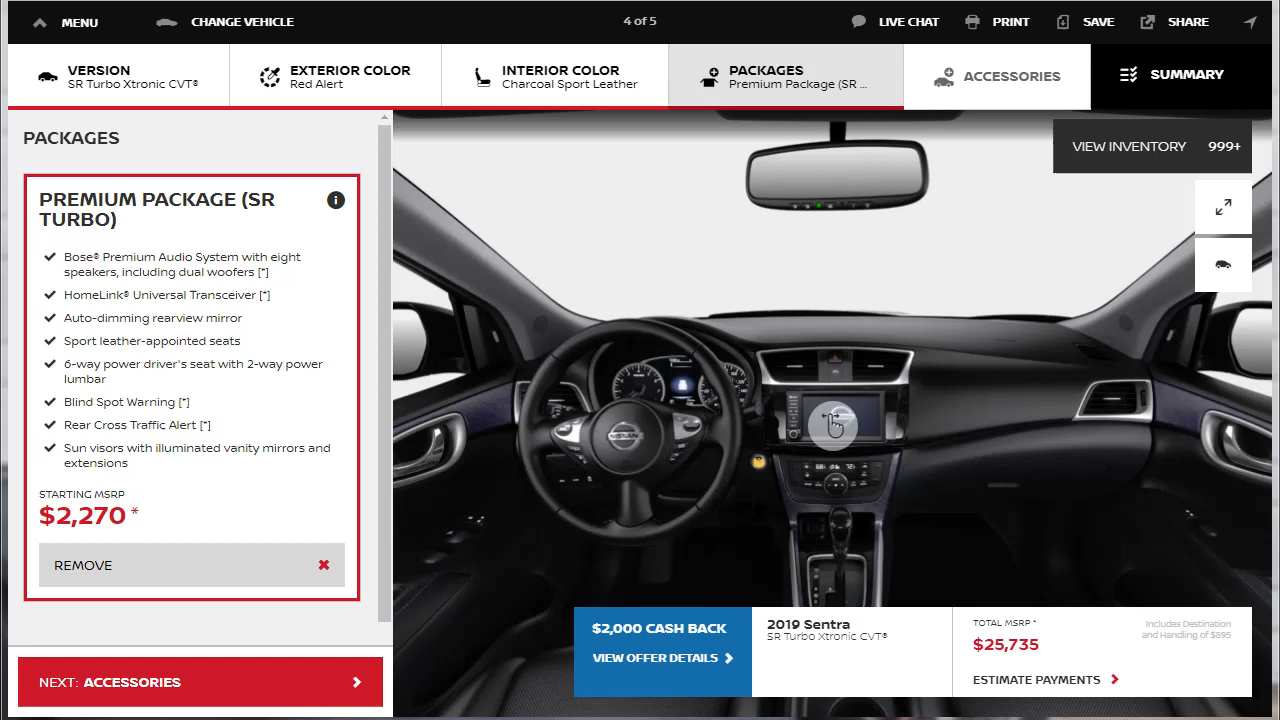 MENU
CHANGE VEHICLE
4 of 5
LIVE CHAT
PRINT
SAVE
SHARE
VERSION
SR Turbo Xtronic CVT®
EXTERIOR COLOR
Red Alert
INTERIOR COLOR
Charcoal Sport Leather
PACKAGES
Premium Package (SR ...
ACCESSORIES
SUMMARY
PACKAGES
PREMIUM PACKAGE (SR
TURBO)
Bose® Premium Audio System with eight
speakers, including dual woofers [*]
HomeLink® Universal Transceiver [*]
Auto-dimming rearview mirror
Sport leather-appointed seats
6-way power driver's seat with 2-way power
lumbar
Blind Spot Warning [*]
Rear Cross Traffic Alert [*]
Sun visors with illuminated vanity mirrors and
extensions
STARTING MSRP
$2,270 *
REMOVE
NEXT: ACCESSORIES
VIEW INVENTORY 999+
NISSAN
$2,000 CASH BACK
VIEW OFFER DETAILS
2019 Sentra
SR Turbo Xtronic CVT®
TOTAL MSRP *
$25,735
Includes Destination
and Handling of $895
ESTIMATE PAYMENTS